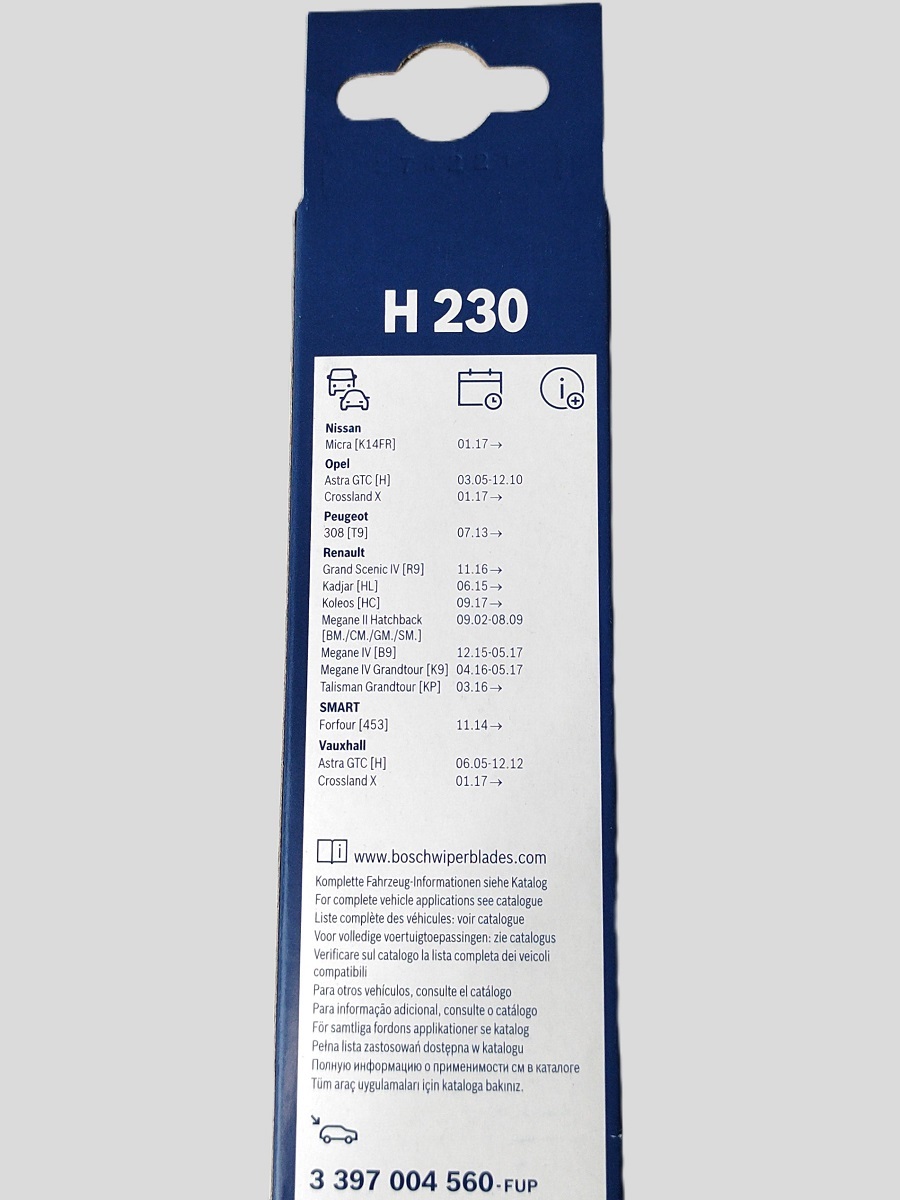 H 230
Nissan
Micra [K14FR] 01.17→
Opel
Astra GTC [H] 03.05-12.10
Crossland X 01.17→
Peugeot
308 [T9] 07.13→
Renault
Grand Scenic IV [R9] 11.16→
Kadjar [HL] 06.15→
Koleos [HC] 09.17→
Megane II Hatchback 09.02-08.09
[BM./CM./GM./SM.]
Megane IV [B9] 12.15-05.17
Megane IV Grandtour [K9] 04.16-05.17
Talisman Grandtour [KP] 03.16→
SMART
Forfour [453] 11.14→
Vauxhall
Astra GTC [H] 06.05-12.12
Crossland X 01.17→
www.boschwiperblades.com
Komplette Fahrzeug-Informationen siehe Katalog
For complete vehicle applications see catalogue
Liste complète des véhicules: voir catalogue
Voor volledige voertuigtoepassingen: zie catalogus
Verificare sul catalogo la lista completa dei veicoli
compatibili
Para otros vehículos, consulte el catálogo
Para informação adicional, consulte o catálogo
För samtliga fordons applikationer se katalog
Pełna lista zastosowań dostępna w katalogu
Полную информацию о применимости см в каталоге
Tüm araç uygulamaları için kataloga bakınız.
3 397 004 560-FUP